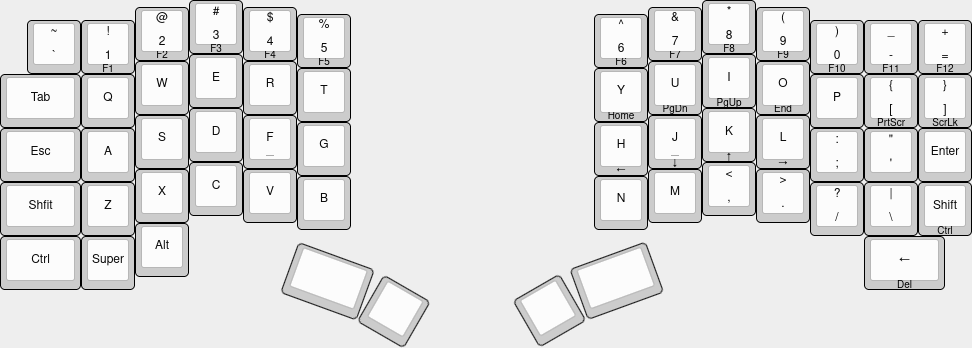 ~ ! @ # $ % ^ & * ( ) _ +
` 1 2 3 4 5 6 7 8 9 0 - =
F1 F2 F3 F4 F5 F6 F7 F8 F9 F10 F11 F12
Tab Q W E R T Y U I O P { }
[ ]
Home PgDn PgUp End PrtScr ScrLk
Esc A S D F G H J K L : " Enter
_ _ ; '
← ↓ ↑ →
Shfit Z X C V B N M < > ? | Shift
, . / \
Ctrl
Ctrl Super Alt ←
Del